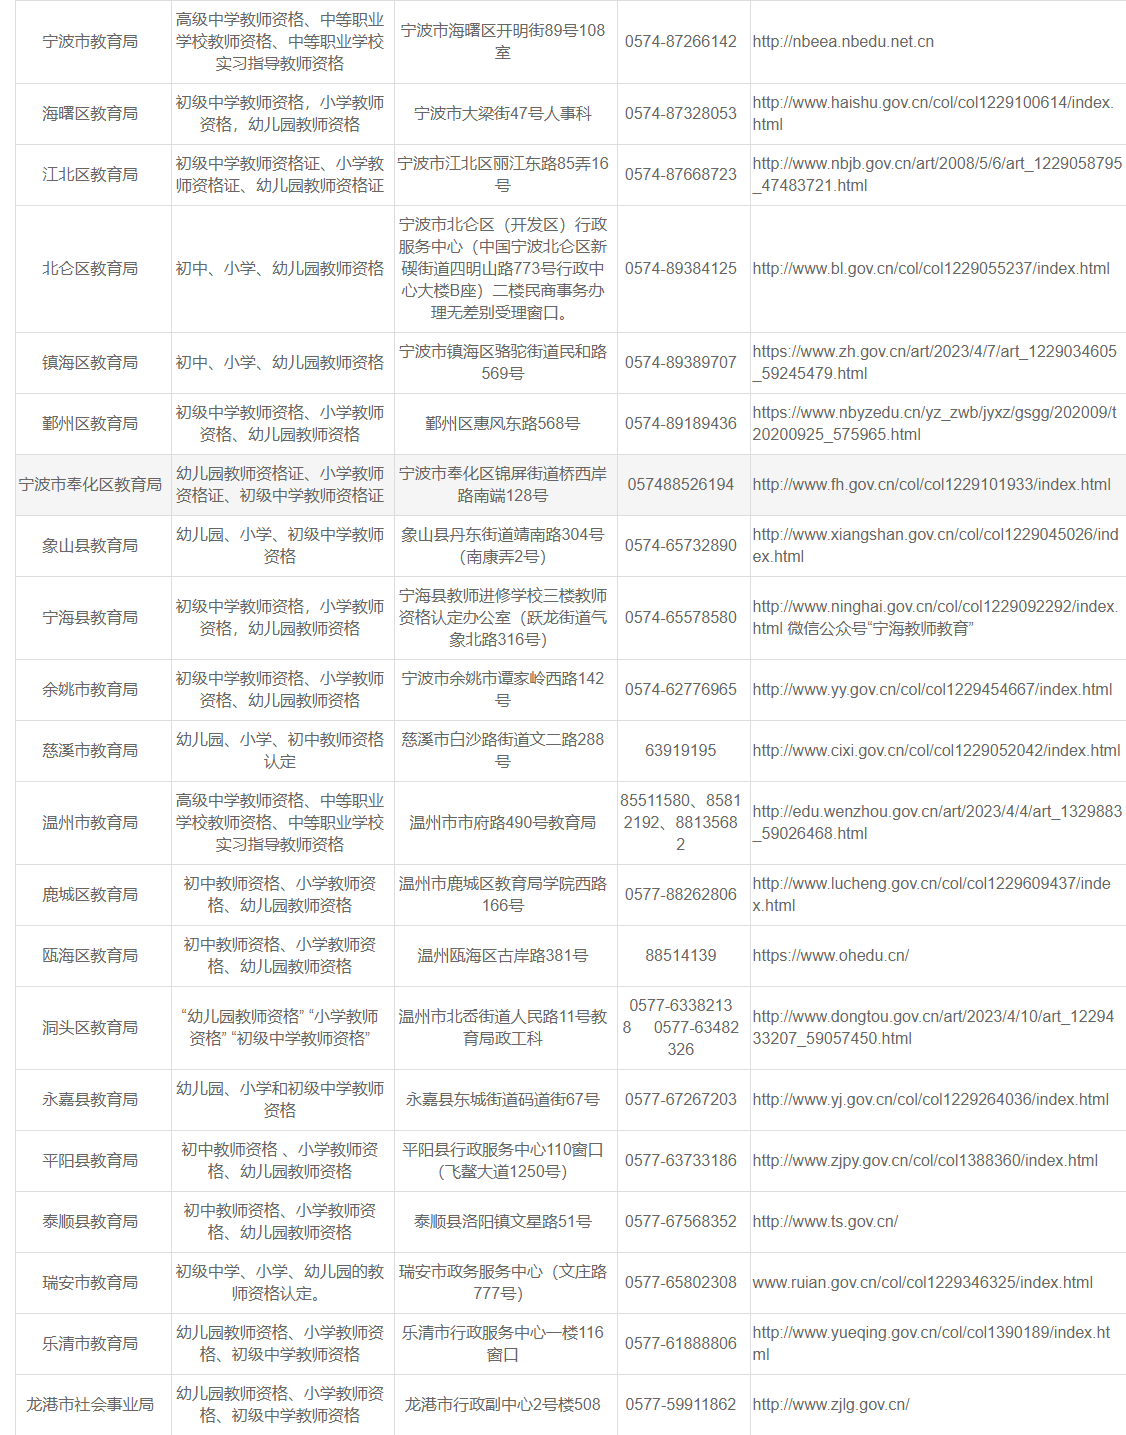 宁波市教育局
高级中学教师资格、中等职业
学校教师资格、中等职业学校
实习指导教师资格
宁波市海曙区开明街89号108
室
0574-87266142
http://nbeea.nbedu.net.cn
海曙区教育局
初级中学教师资格，小学教师
资格，幼儿园教师资格
宁波市大梁街47号人事科
0574-87328053
http://www.haishu.gov.cn/col/col1229100614/index.
html
江北区教育局
初级中学教师资格证、小学教
师资格证、幼儿园教师资格证
宁波市江北区丽江东路85弄16
号
0574-87668723
http://www.nbjb.gov.cn/art/2008/5/6/art_1229058795
_47483721.html
北仑区教育局
初中、小学、幼儿园教师资格
宁波市北仑区（开发区）行政
服务中心（中国宁波北仑区新
碶街道四明山路773号行政中
心大楼B座）二楼民商事务办
理无差别受理窗口。
0574-89384125
http://www.bl.gov.cn/col/col1229055237/index.html
镇海区教育局
初中、小学、幼儿园教师资格
宁波市镇海区骆驼街道民和路
569号
0574-89389707
https://www.zh.gov.cn/art/2023/4/7/art_1229034605
_59245479.html
鄞州区教育局
初级中学教师资格、小学教师
资格、幼儿园教师资格
鄞州区惠风东路568号
0574-89189436
https://www.nbyzedu.cn/yz_zwb/jyxz/gsgg/202009/t
20200925_575965.html
宁波市奉化区教育局
幼儿园教师资格证、小学教师
资格证、初级中学教师资格证
宁波市奉化区锦屏街道桥西岸
路南端128号
057488526194
http://www.fh.gov.cn/col/col1229101933/index.html
象山县教育局
幼儿园、小学、初级中学教师
资格
象山县丹东街道靖南路304号
（南康弄2号）
0574-65732890
http://www.xiangshan.gov.cn/col/col1229045026/ind
ex.html
宁海县教育局
初级中学教师资格，小学教师
资格，幼儿园教师资格
宁海县教师进修学校三楼教师
资格认定办公室（跃龙街道气
象北路316号）
0574-65578580
http://www.ninghai.gov.cn/col/col1229092292/index.
html 微信公众号“宁海教师教育”
余姚市教育局
初级中学教师资格、小学教师
资格、幼儿园教师资格
宁波市余姚市谭家岭西路142
号
0574-62776965
http://www.yy.gov.cn/col/col1229454667/index.html
慈溪市教育局
幼儿园、小学、初中教师资格
认定
慈溪市白沙路街道文二路288
号
63919195
http://www.cixi.gov.cn/col/col1229052042/index.html
温州市教育局
高级中学教师资格、中等职业
学校教师资格、中等职业学校
实习指导教师资格
温州市市府路490号教育局
85511580、8581
2192、8813568
2
http://edu.wenzhou.gov.cn/art/2023/4/4/art_1329883
_59026468.html
鹿城区教育局
初中教师资格、小学教师资
格、幼儿园教师资格
温州市鹿城区教育局学院西路
166号
0577-88262806
http://www.lucheng.gov.cn/col/col1229609437/inde
x.html
瓯海区教育局
初中教师资格、小学教师资
格、幼儿园教师资格
温州瓯海区古岸路381号
88514139
https://www.ohedu.cn/
洞头区教育局
“幼儿园教师资格” “小学教师
资格” “初级中学教师资格”
温州市北岙街道人民路11号教
育局政工科
0577-6338213
8 0577-63482
326
http://www.dongtou.gov.cn/art/2023/4/10/art_12294
33207_59057450.html
永嘉县教育局
幼儿园、小学和初级中学教师
资格
永嘉县东城街道码道街67号
0577-67267203
http://www.yj.gov.cn/col/col1229264036/index.html
平阳县教育局
初中教师资格 、小学教师资
格、幼儿园教师资格
平阳县行政服务中心110窗口
（飞鳌大道1250号）
0577-63733186
http://www.zjpy.gov.cn/col/col1388360/index.html
泰顺县教育局
初中教师资格、小学教师资
格、幼儿园教师资格
泰顺县洛阳镇文星路51号
0577-67568352
http://www.ts.gov.cn/
瑞安市教育局
初级中学、小学、幼儿园的教
师资格认定。
瑞安市政务服务中心（文庄路
777号）
0577-65802308
www.ruian.gov.cn/col/col1229346325/index.html
乐清市教育局
幼儿园教师资格、小学教师资
格、初级中学教师资格
乐清市行政服务中心一楼116
窗口
0577-61888806
http://www.yueqing.gov.cn/col/col1390189/index.ht
ml
龙港市社会事业局
幼儿园教师资格、小学教师资
格、初级中学教师资格
龙港市行政副中心2号楼508
0577-59911862
http://www.zjlg.gov.cn/